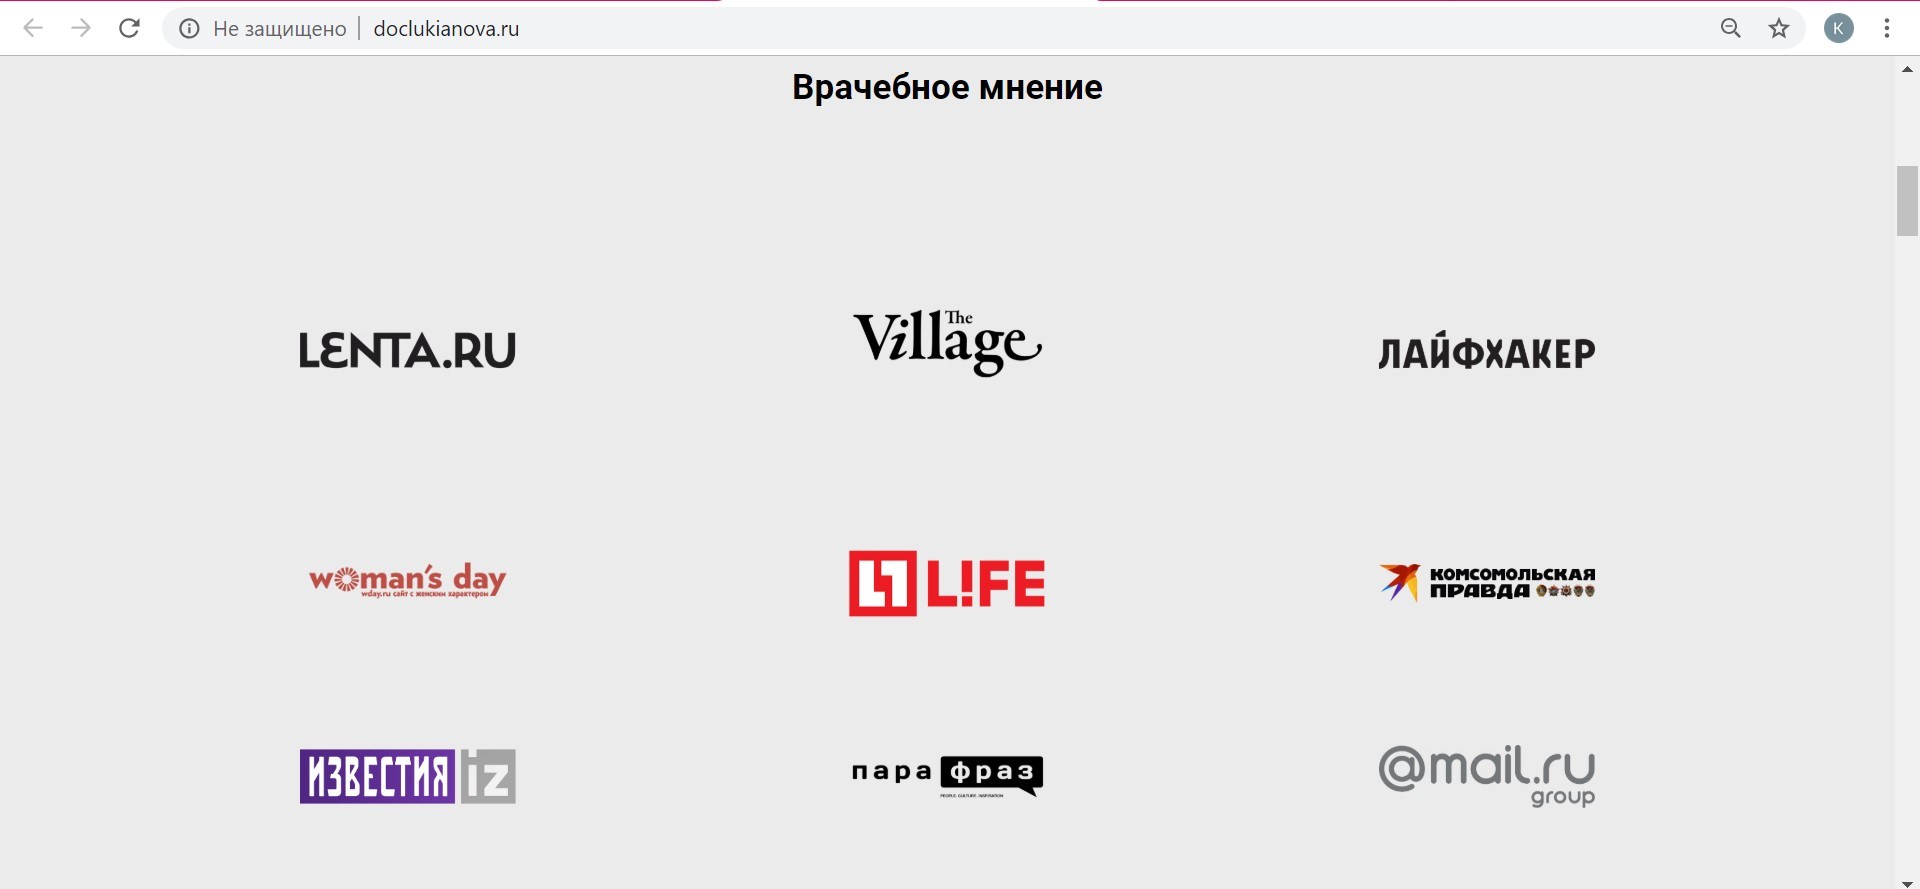 Не защищено | doclukianova.ru
K
Врачебное мнение
LENTA.RU
The Village
ЛАЙФХАКЕР
woman's day
wday.ru сайт с женским характером
L!FE
КОМСОМОЛЬСКАЯ
ПРАВДА
ИЗВЕСТИЯ iz
пара фраз
PEOPLE. CULTURE. INSPIRATION
@mail.ru
group